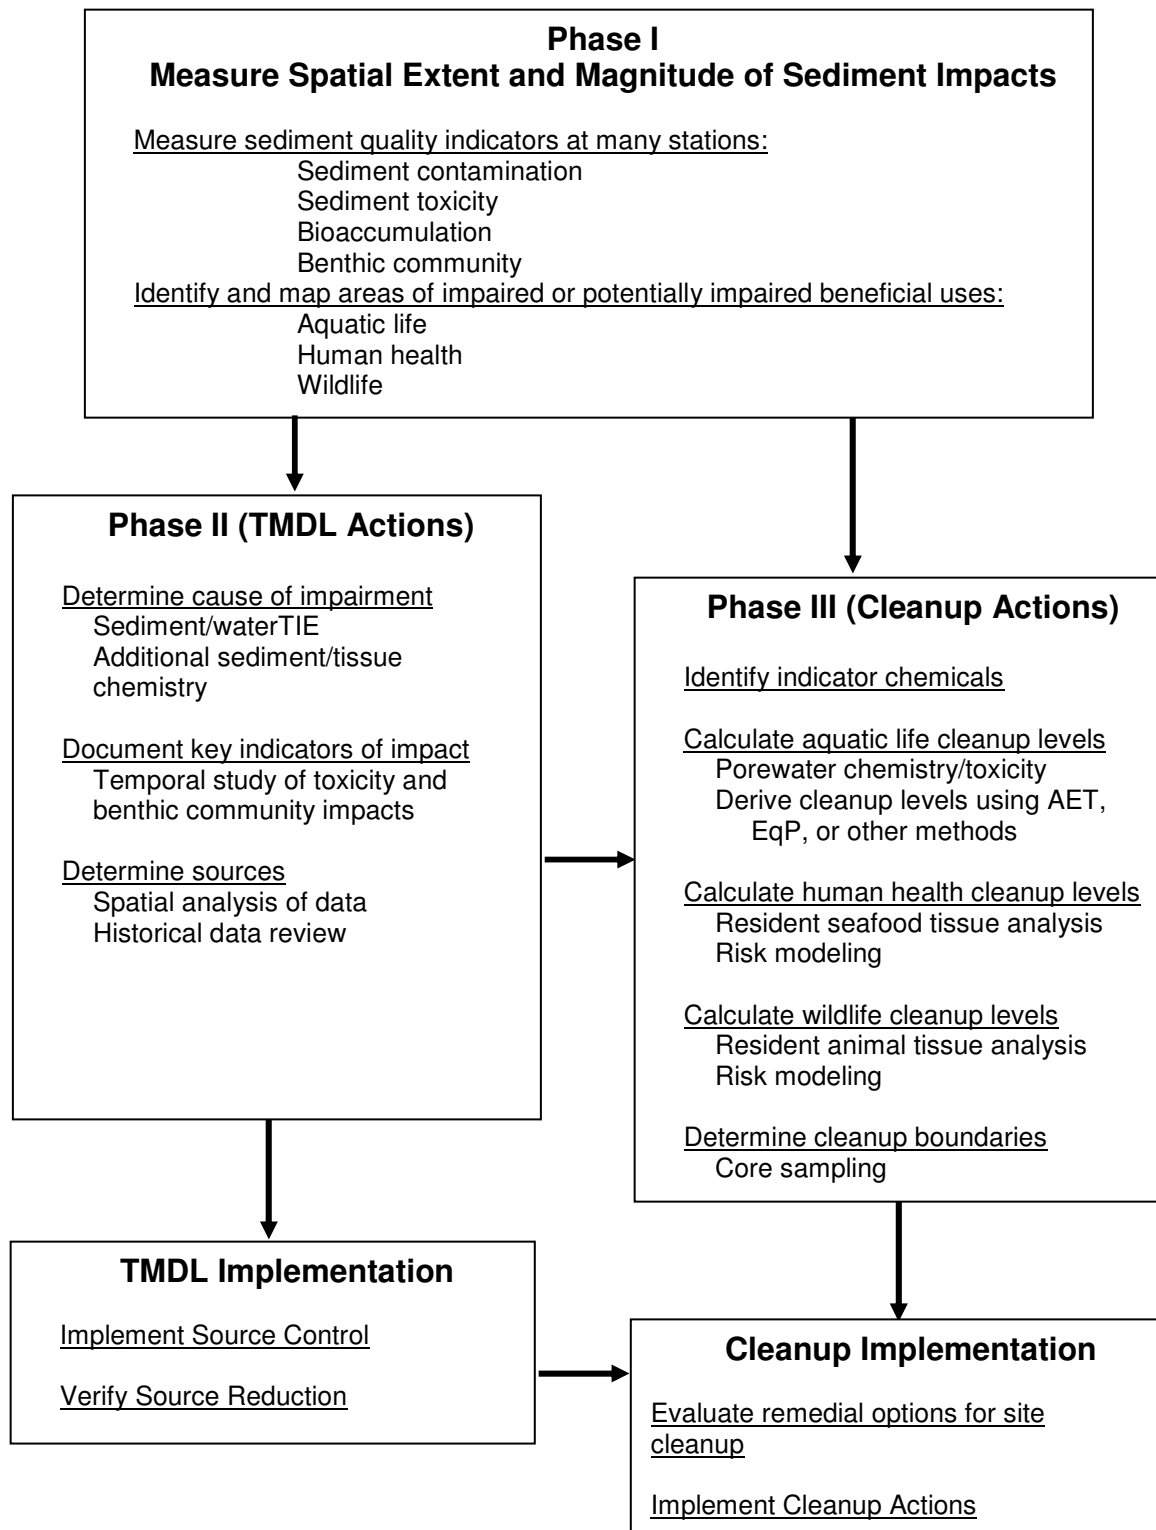 Phase I
Measure Spatial Extent and Magnitude of Sediment Impacts
Measure sediment quality indicators at many stations:
Sediment contamination
Sediment toxicity
Bioaccumulation
Benthic community
Identify and map areas of impaired or potentially impaired beneficial uses:
Aquatic life
Human health
Wildlife
Phase II (TMDL Actions)
Determine cause of impairment
Sediment/waterTIE
Additional sediment/tissue
chemistry
Document key indicators of impact
Temporal study of toxicity and
benthic community impacts
Determine sources
Spatial analysis of data
Historical data review
Phase III (Cleanup Actions)
Identify indicator chemicals
Calculate aquatic life cleanup levels
Porewater chemistry/toxicity
Derive cleanup levels using AET,
EqP, or other methods
Calculate human health cleanup levels
Resident seafood tissue analysis
Risk modeling
Calculate wildlife cleanup levels
Resident animal tissue analysis
Risk modeling
Determine cleanup boundaries
Core sampling
TMDL Implementation
Implement Source Control
Verify Source Reduction
Cleanup Implementation
Evaluate remedial options for site
cleanup
Implement Cleanup Actions